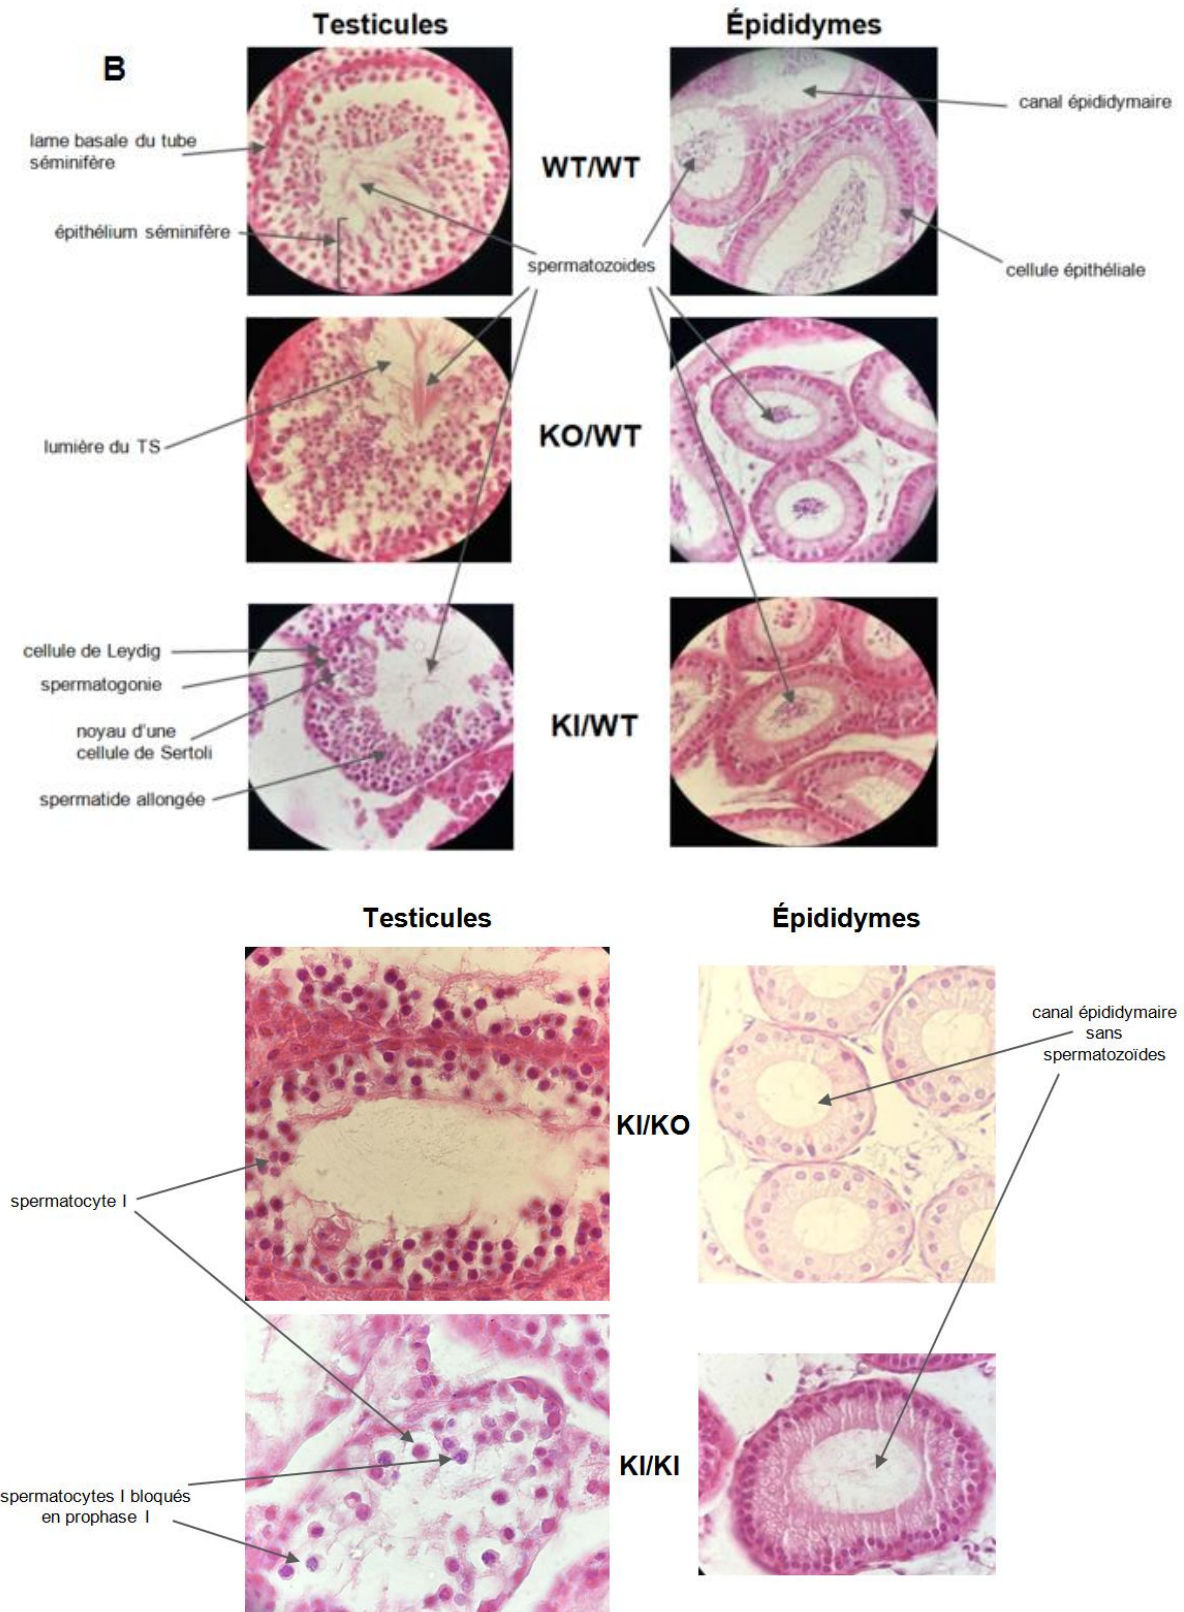 Testicules
Épididymes
B
canal épididymaire
lame basale du tube
séminifère
WT/WT
épithélium séminifère
spermatozoides
cellule épithéliale
KO/WT
lumière du TS
cellule de Leydig
spermatogonie
KI/WT
noyau d'une
cellule de Sertoli
spermatide allongée
Testicules
Épididymes
canal épididymaire
sans
spermatozoïdes
KI/KO
spermatocyte I
KI/KI
spermatocytes I bloqués
en prophase I